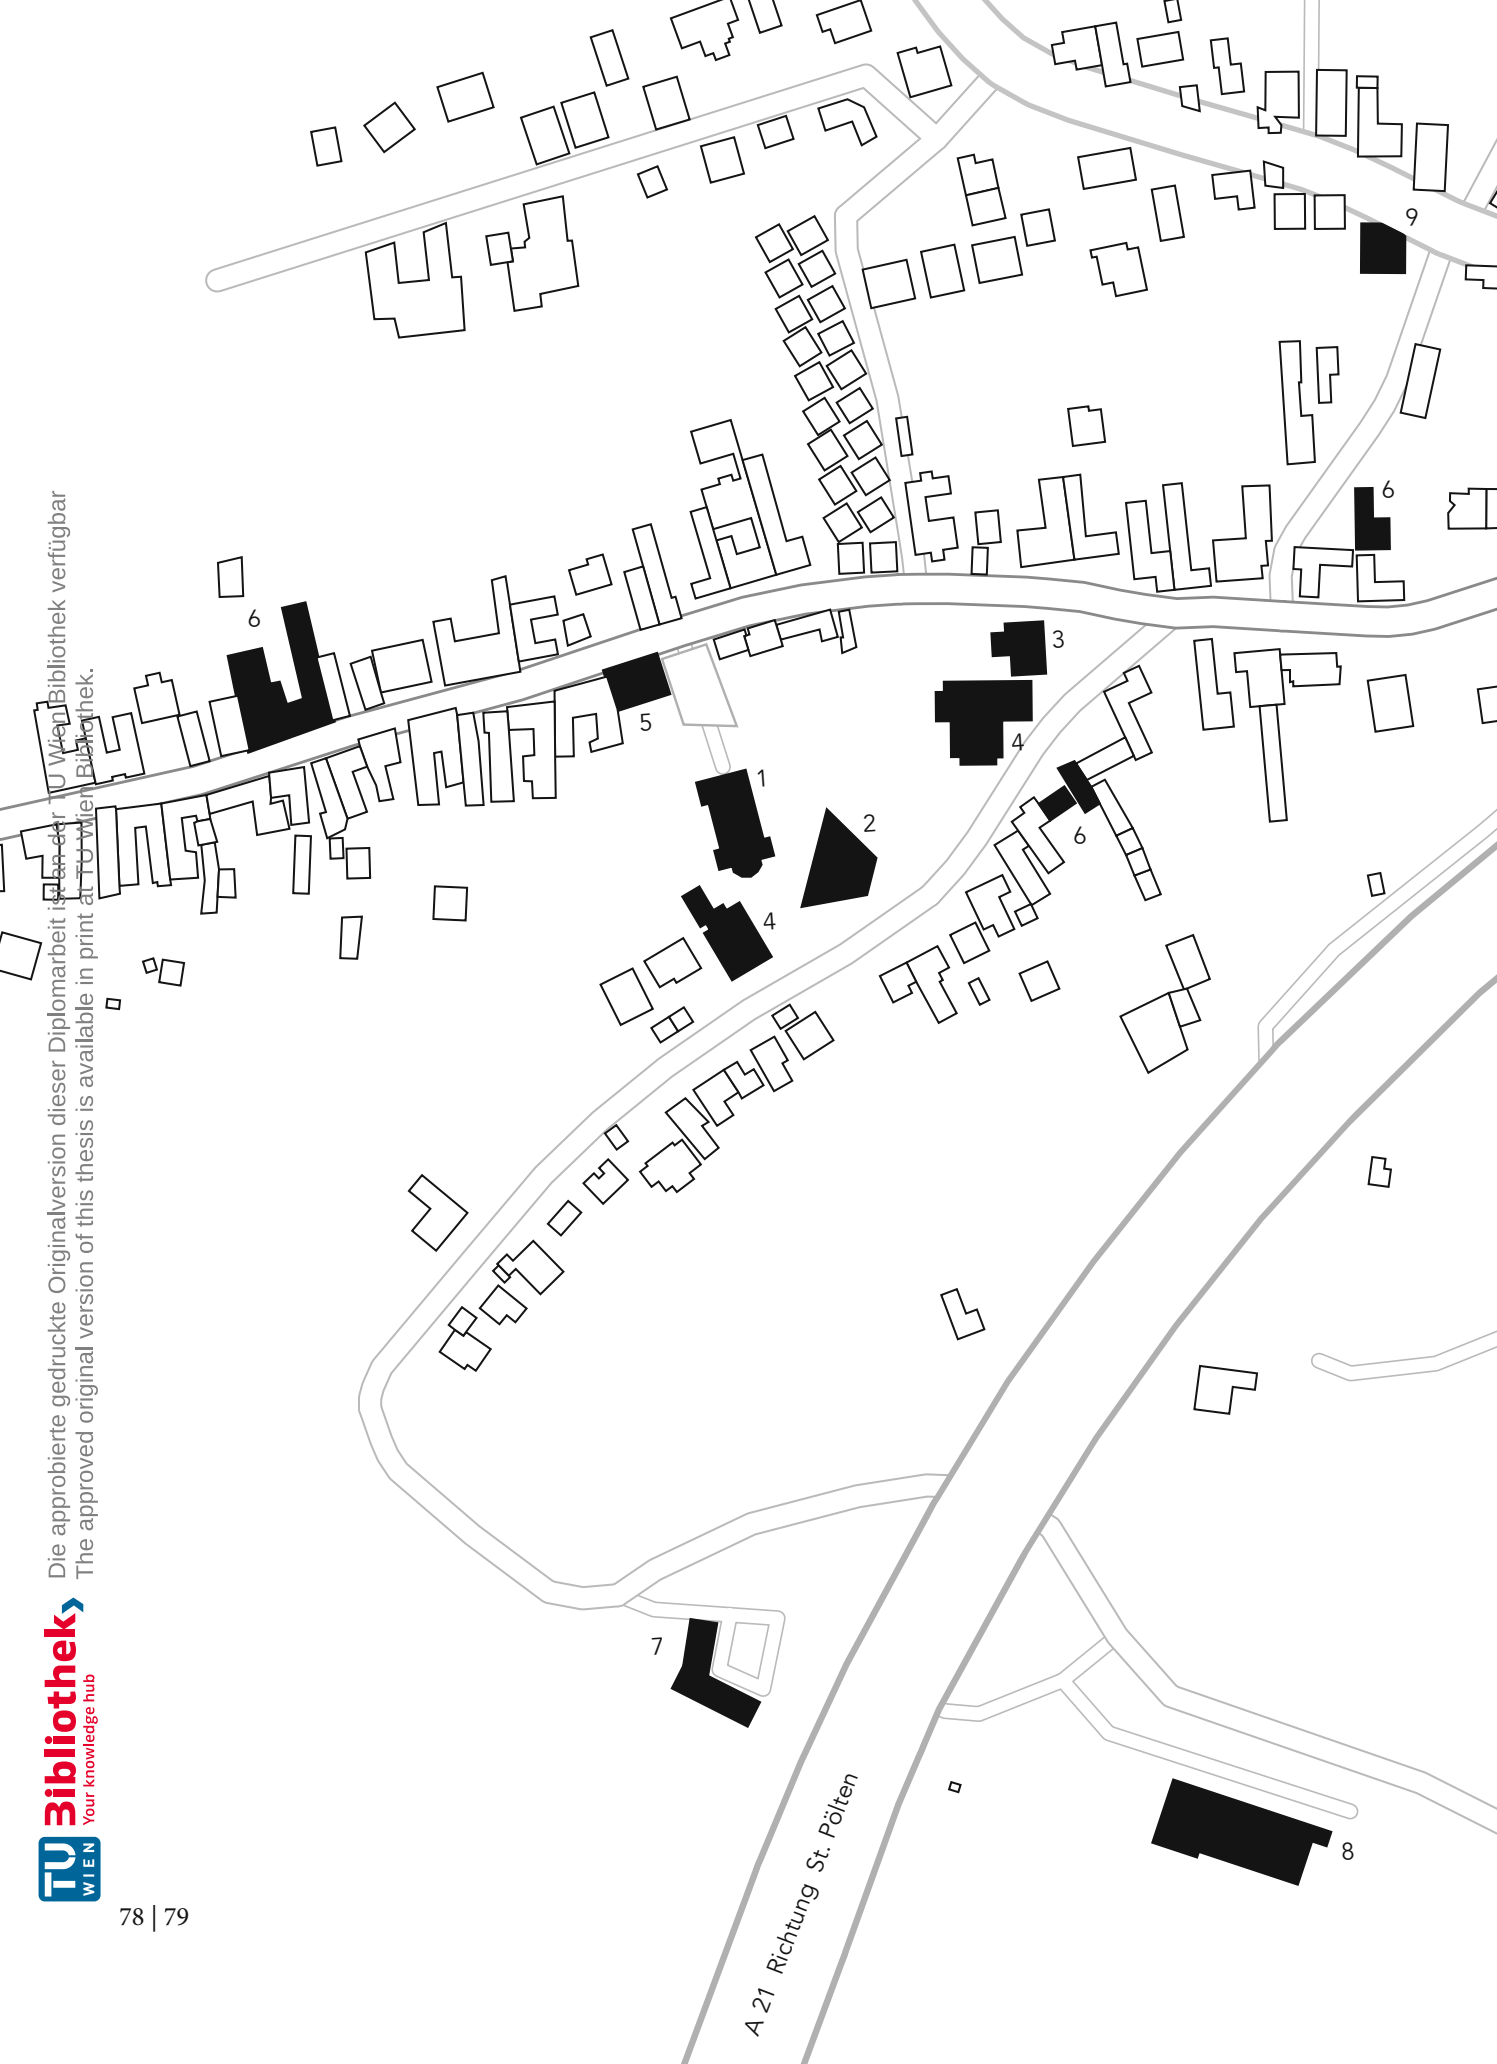 9
6
6
3
5
4
1
2
6
4
7
8
A 21 Richtung St. Pölten
78 | 79
Die approbierte gedruckte Originalversion dieser Diplomarbeit ist an der TU Wien Bibliothek verfügbar
The approved original version of this thesis is available in print at TU Wien Bibliothek.
TU Bibliothek
WIEN Your knowledge hub